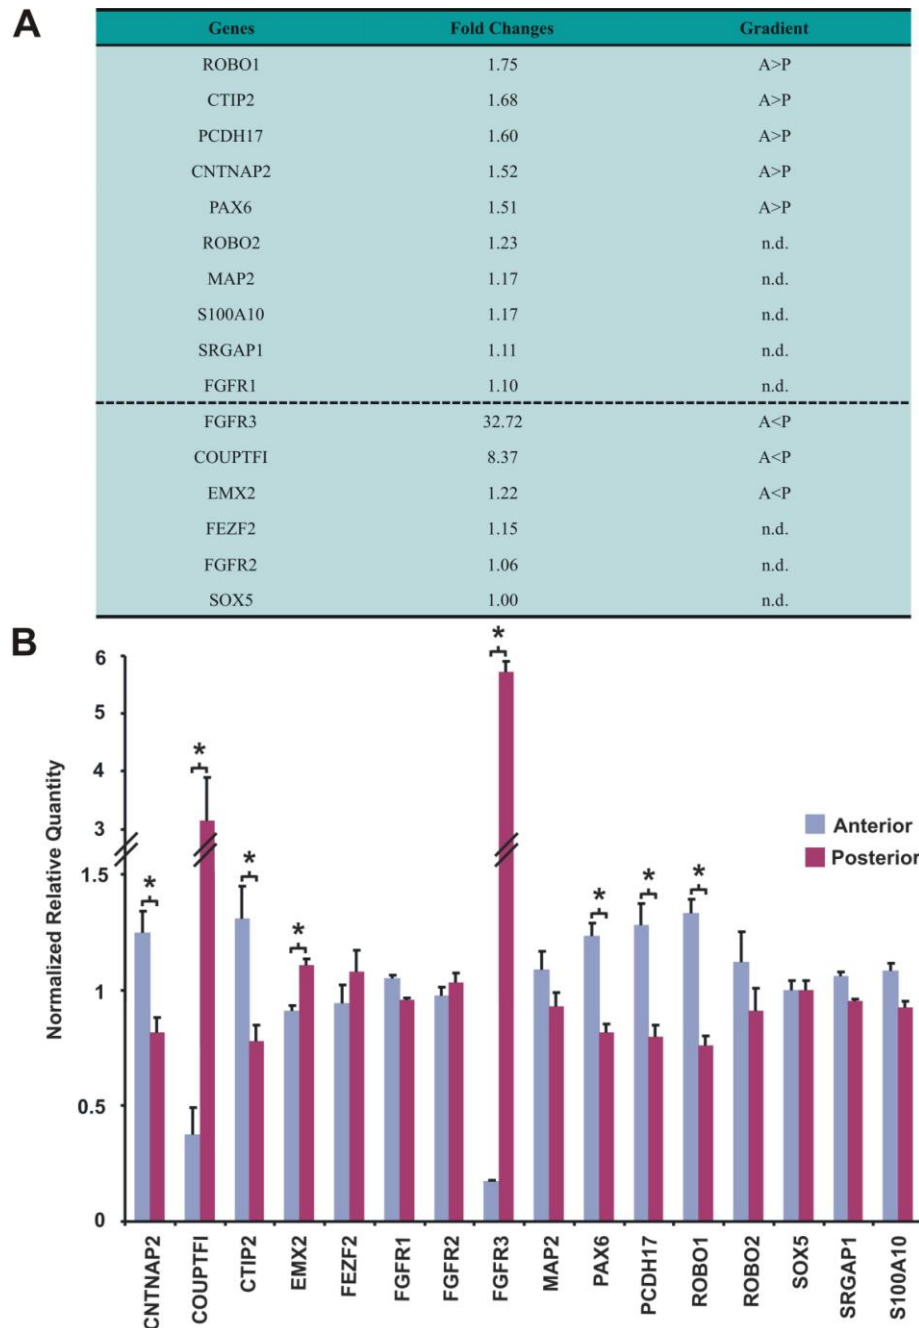 A
Genes Fold Changes Gradient
ROBO1 1.75 A>P
CTIP2 1.68 A>P
PCDH17 1.60 A>P
CNTNAP2 1.52 A>P
PAX6 1.51 A>P
ROBO2 1.23 n.d.
MAP2 1.17 n.d.
S100A10 1.17 n.d.
SRGAP1 1.11 n.d.
FGFR1 1.10 n.d.
FGFR3 32.72 A<P
COUPTFI 8.37 A<P
EMX2 1.22 A<P
FEZF2 1.15 n.d.
FGFR2 1.06 n.d.
SOX5 1.00 n.d.
B
Normalized Relative Quantity
6
5
4
3
1.5
1
0.5
0
*
*
*
*
*
*
*
*
Anterior
Posterior
CNTNAP2
COUPTFI
CTIP2
EMX2
FEZF2
FGFR1
FGFR2
FGFR3
MAP2
PAX6
PCDH17
ROBO1
ROBO2
SOX5
SRGAP1
S100A10